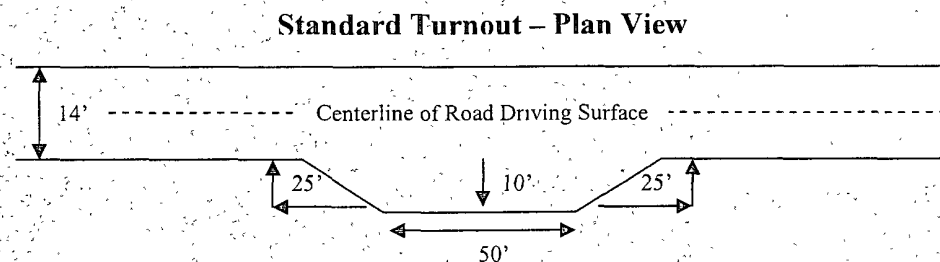 Standard Turnout – Plan View
14'
Centerline of Road Driving Surface
25'
10'
25'
50'